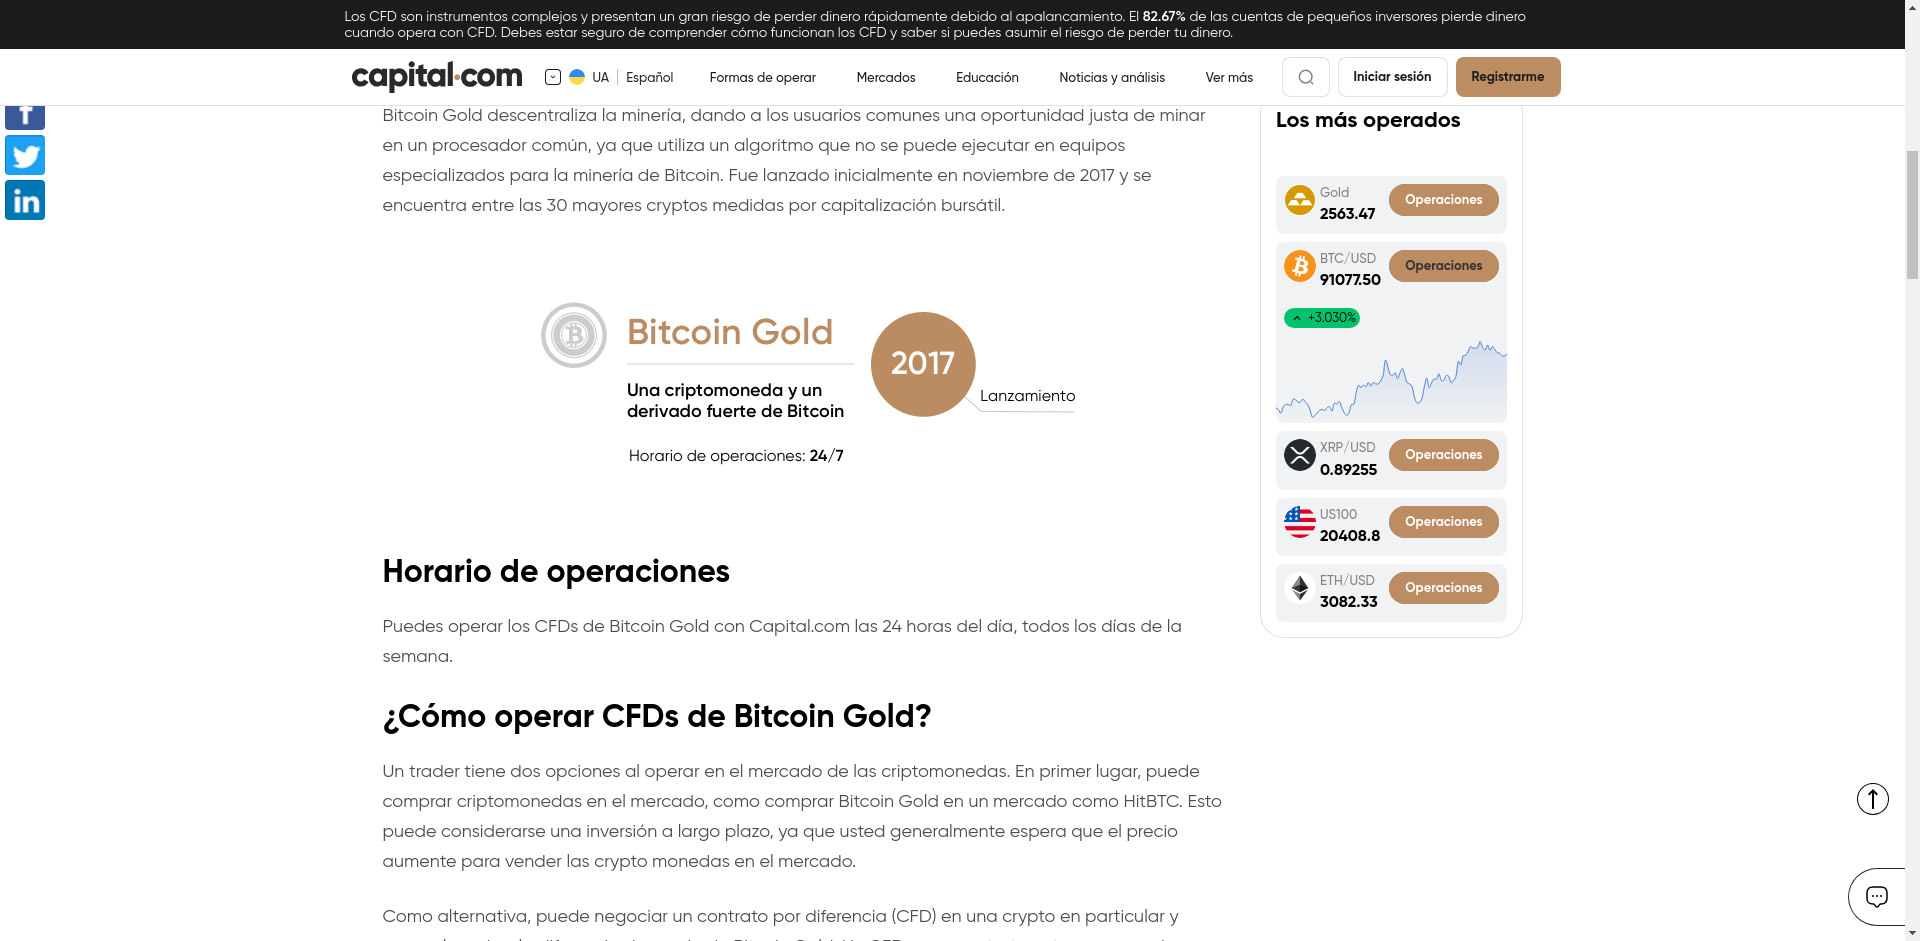 Los CFD son instrumentos complejos y presentan un gran riesgo de perder dinero rápidamente debido al apalancamiento. El 82.67% de las cuentas de pequeños inversores pierde dinero
cuando opera con CFD. Debes estar seguro de comprender cómo funcionan los CFD y saber si puedes asumir el riesgo de perder tu dinero.
capital.com UA Español Formas de operar Mercados Educación Noticias y análisis Ver más Iniciar sesión Registrarme
Bitcoin Gold descentraliza la minería, dando a los usuarios comunes una oportunidad justa de minar
en un procesador común, ya que utiliza un algoritmo que no se puede ejecutar en equipos
especializados para la minería de Bitcoin. Fue lanzado inicialmente en noviembre de 2017 y se
encuentra entre las 30 mayores cryptos medidas por capitalización bursátil.
Bitcoin Gold
Una criptomoneda y un
derivado fuerte de Bitcoin
Horario de operaciones: 24/7
2017
Lanzamiento
Horario de operaciones
Puedes operar los CFDs de Bitcoin Gold con Capital.com las 24 horas del día, todos los días de la
semana.
¿Cómo operar CFDs de Bitcoin Gold?
Un trader tiene dos opciones al operar en el mercado de las criptomonedas. En primer lugar, puede
comprar criptomonedas en el mercado, como comprar Bitcoin Gold en un mercado como HitBTC. Esto
puede considerarse una inversión a largo plazo, ya que usted generalmente espera que el precio
aumente para vender las crypto monedas en el mercado.
Como alternativa, puede negociar un contrato por diferencia (CFD) en una crypto en particular y
Los más operados
Gold
2563.47
Operaciones
BTC/USD
91077.50
Operaciones
+3.030%
XRP/USD
0.89255
Operaciones
US100
20408.8
Operaciones
ETH/USD
3082.33
Operaciones